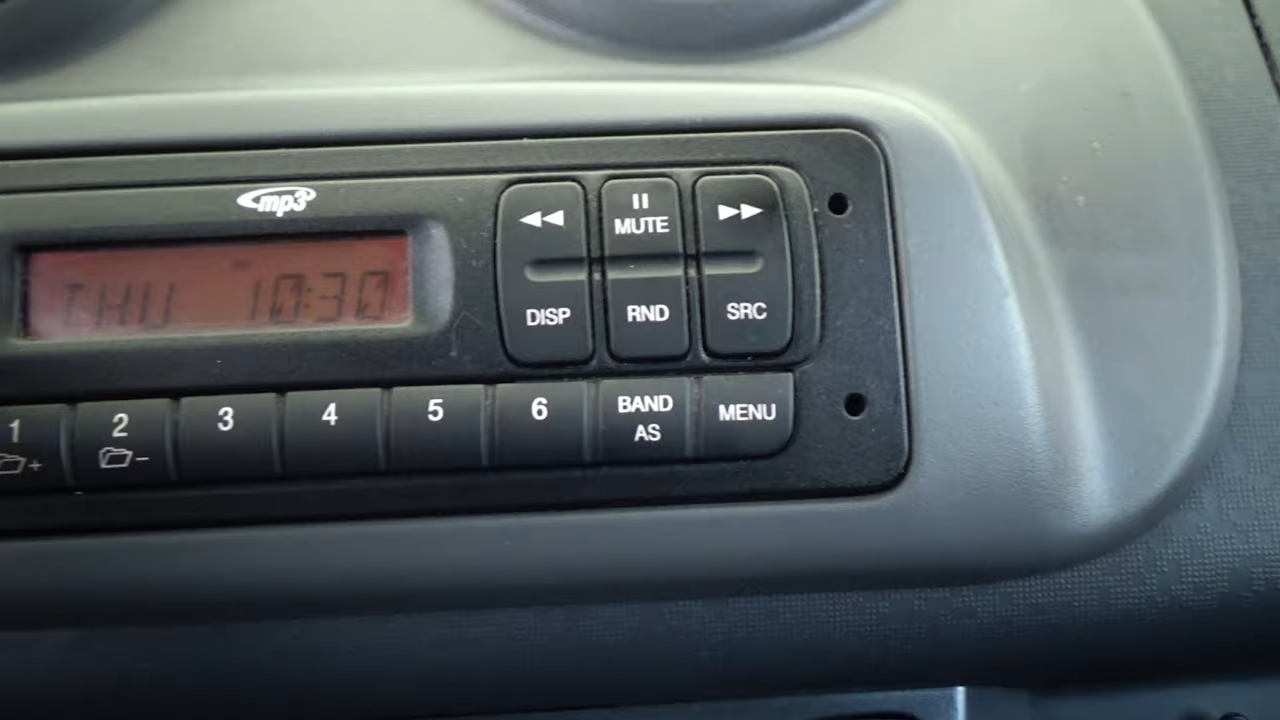 mp3
MUTE
THU 10:30
DISP RND SRC
1 2 3 4 5 6 BAND AS MENU
+ -